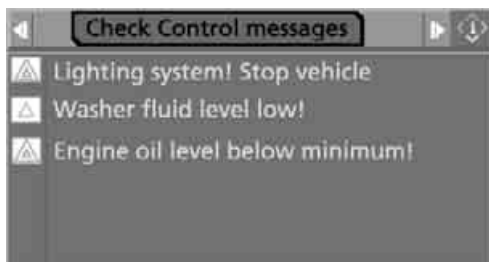 Check Control messages
Lighting system! Stop vehicle
Washer fluid level low!
Engine oil level below minimum!